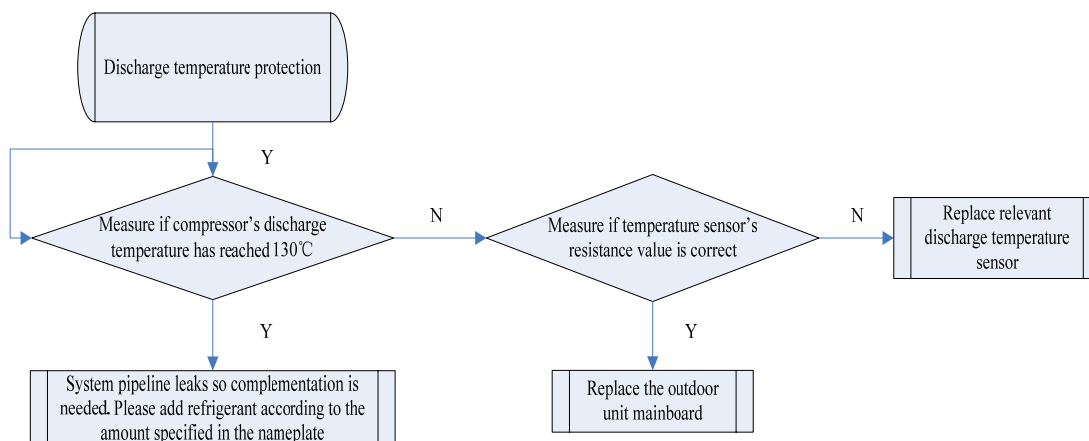 Discharge temperature protection
Y
Measure if compressor's discharge
temperature has reached 130℃
N
Measure if temperature sensor's
resistance value is correct
N
Replace relevant
discharge temperature
sensor
Y
System pipeline leaks so complementation is
needed. Please add refrigerant according to the
amount specified in the nameplate
Y
Replace the outdoor
unit mainboard